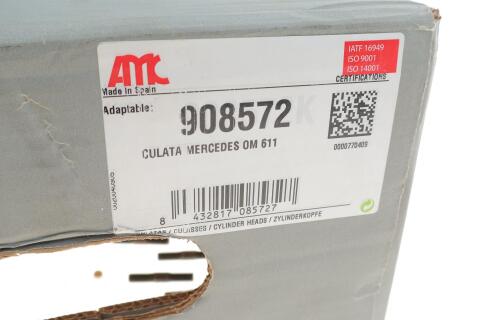 AMC
Made In Spain
IATF 16949
ISO 9001
ISO 14001
CERTIFICATIONS
Adaptable:
908572
CULATA MERCEDES OM 611
0000770409
8 432817 085727
/ CULASSES / CYLINDER HEADS / ZYLINDERKOPFE